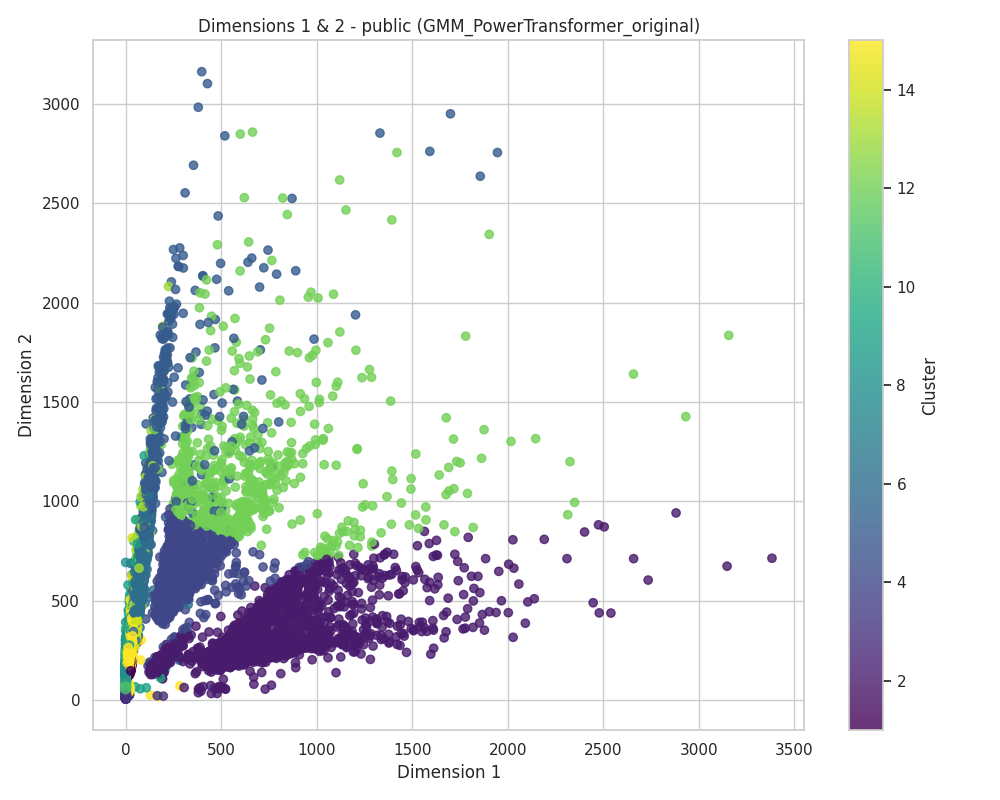 Dimensions 1 & 2 - public (GMM_PowerTransformer_original)
3000
2500
2000
1500
1000
500
0
Dimension 2
0 500 1000 1500 2000 2500 3000 3500
Dimension 1
14
12
10
8
6
4
2
Cluster